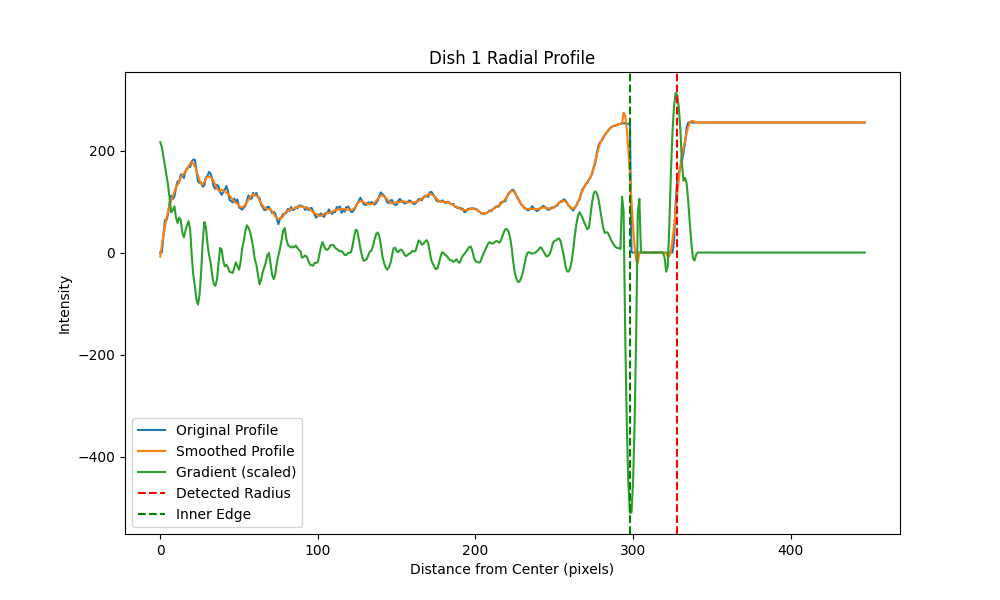 Dish 1 Radial Profile
Intensity
200
0
−200
−400
Original Profile
Smoothed Profile
Gradient (scaled)
Detected Radius
Inner Edge
0 100 200 300 400
Distance from Center (pixels)